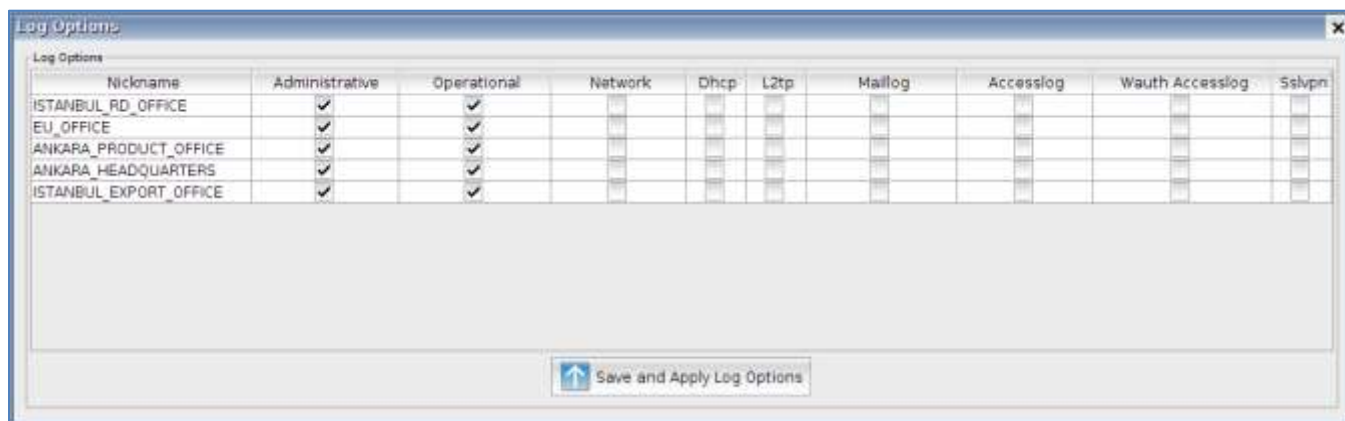 Log Options
Log Options
Nickname Administrative Operational Network Dhcp L2tp Maillog Accesslog Wauth Accesslog Sslvpn
ISTANBUL_RD_OFFICE
EU_OFFICE
ANKARA_PRODUCT_OFFICE
ANKARA_HEADQUARTERS
ISTANBUL_EXPORT_OFFICE
Save and Apply Log Options